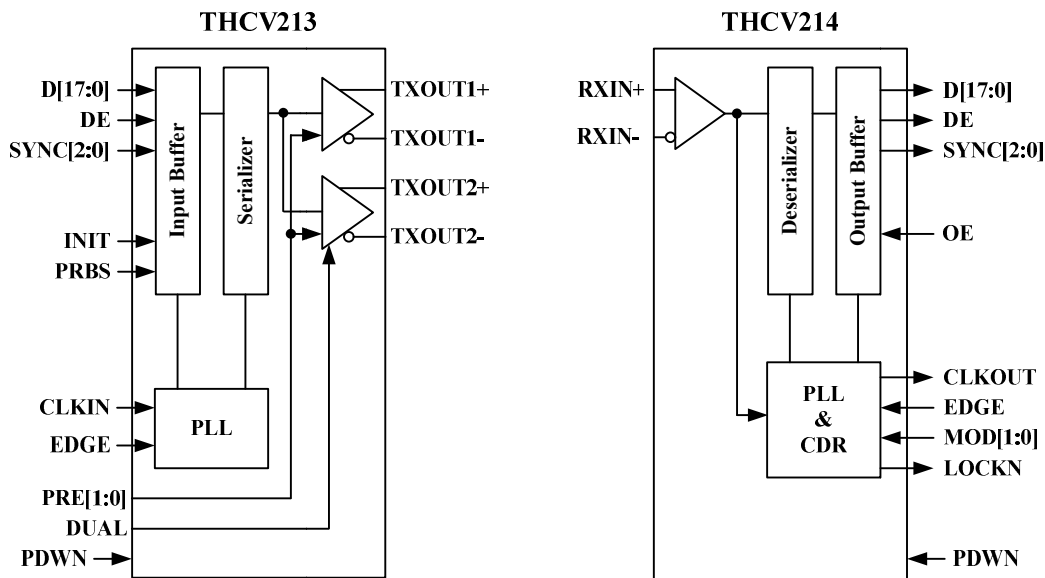 THCV213
D[17:0]
DE
SYNC[2:0]
INIT
PRBS
CLKIN
EDGE
PRE[1:0]
DUAL
PDWN
Input Buffer
Serializer
PLL
TXOUT1+
TXOUT1-
TXOUT2+
TXOUT2-
THCV214
RXIN+
RXIN-
Deserializer
Output Buffer
PLL
&
CDR
D[17:0]
DE
SYNC[2:0]
OE
CLKOUT
EDGE
MOD[1:0]
LOCKN
PDWN